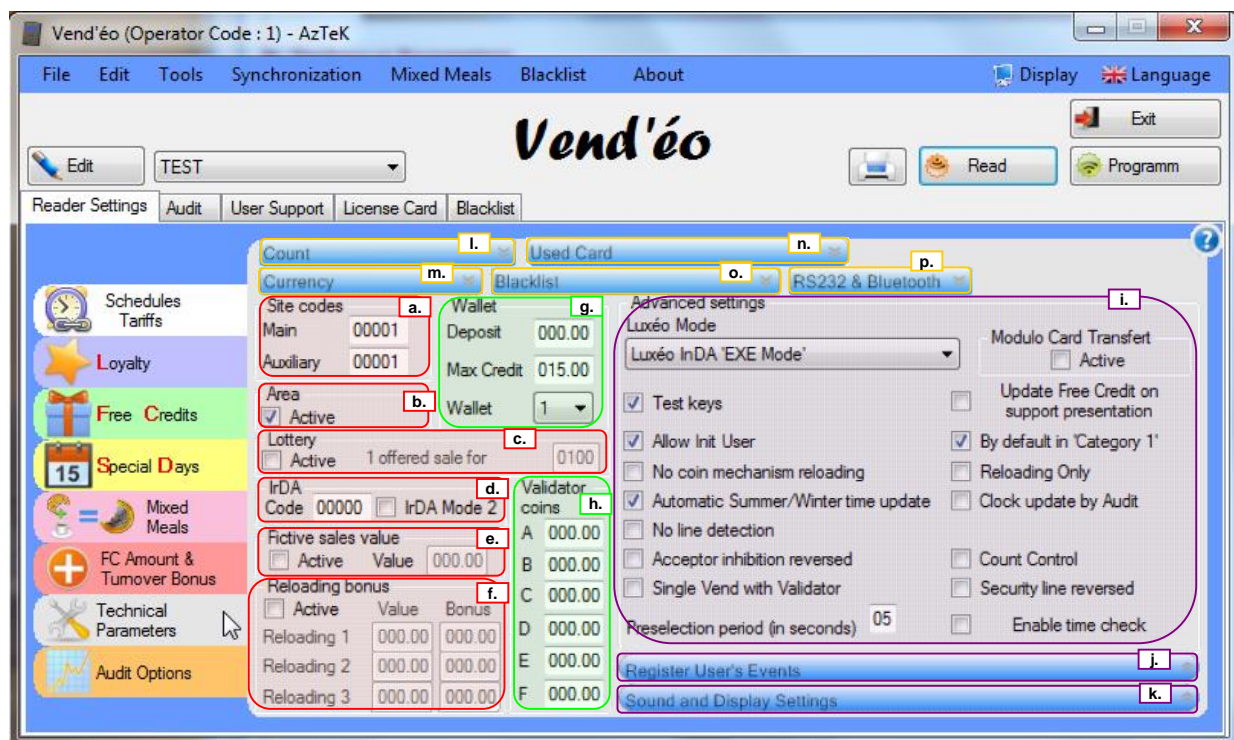 Vend'éo (Operator Code : 1) - AzTeK
File Edit Tools Synchronization Mixed Meals Blacklist About Display Language
Vend'éo
Exit
Edit TEST Read Programm
Reader Settings Audit User Support License Card Blacklist
Count l. Used Card n.
Currency m. Blacklist o. RS232 & Bluetooth p.
Schedules
Tariffs
Loyalty
Free Credits
15 Special Days
Mixed
Meals
FC Amount &
Turnover Bonus
Technical
Parameters
Audit Options
Site codes a.
Main 00001
Auxiliary 00001
Area b.
Active
Lottery c.
Active 1 offered sale for 0100
IrDA d.
Code 00000 IrDA Mode 2
Fictive sales value e.
Active Value 000.00
Reloading bonus f.
Active Value Bonus
Reloading 1 000.00 000.00
Reloading 2 000.00 000.00
Reloading 3 000.00 000.00
Wallet g.
Deposit 000.00
Max Credit 015.00
Wallet 1
Validator
coins h.
A 000.00
B 000.00
C 000.00
D 000.00
E 000.00
F 000.00
Advanced settings i.
Luxéo Mode
Luxéo InDA 'EXE Mode'
Modulo Card Transfert
Active
Test keys
Update Free Credit on
support presentation
Allow Init User By default in 'Category 1'
No coin mechanism reloading Reloading Only
Automatic Summer/Winter time update Clock update by Audit
No line detection
Acceptor inhibition reversed Count Control
Single Vend with Validator Security line reversed
Preselection period (in seconds) 05 Enable time check
Register User's Events j.
Sound and Display Settings k.